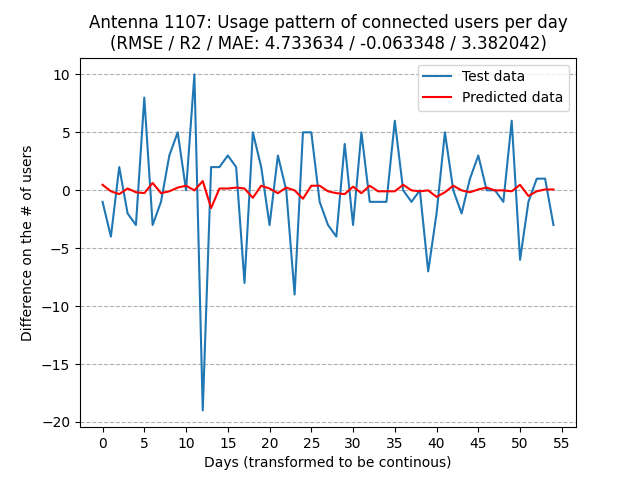 Antenna 1107: Usage pattern of connected users per day
(RMSE / R2 / MAE: 4.733634 / -0.063348 / 3.382042)
Test data
Predicted data
Difference on the # of users
10
5
0
−5
−10
−15
−20
0 5 10 15 20 25 30 35 40 45 50 55
Days (transformed to be continous)